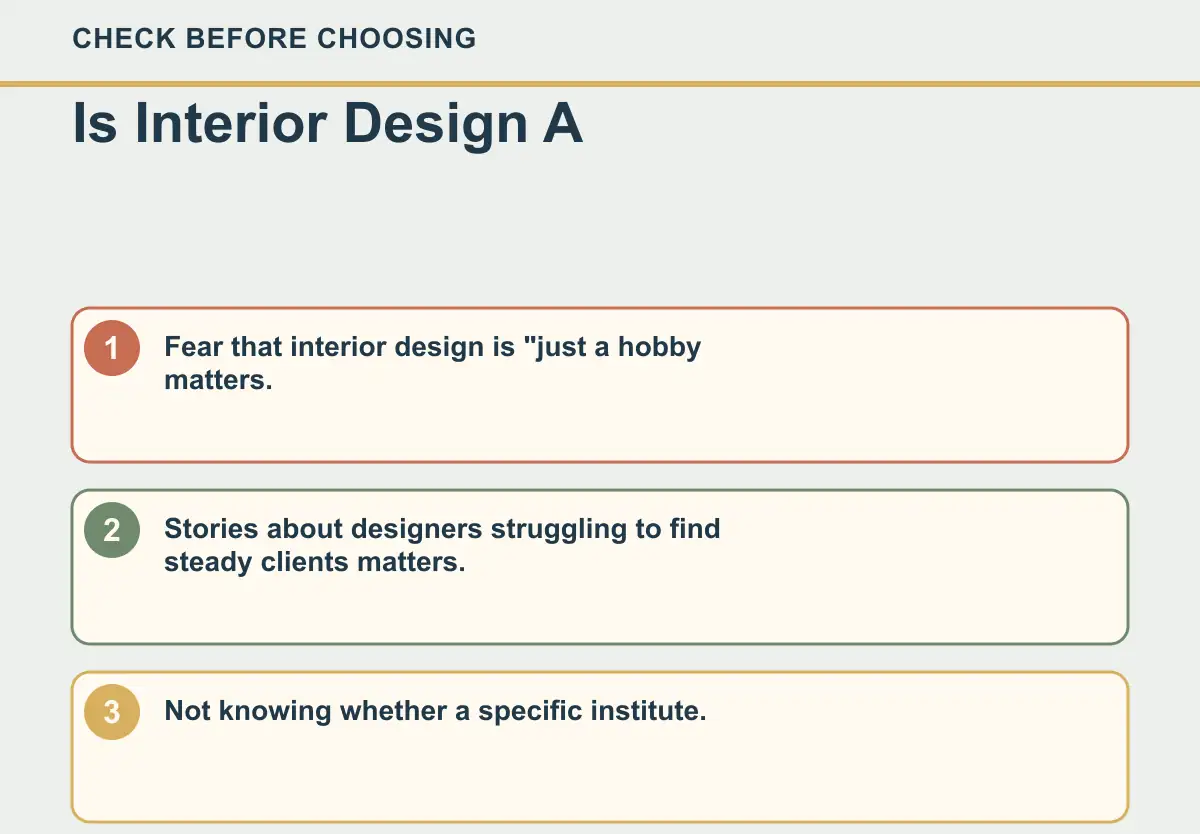 CHECK BEFORE CHOOSING
Is Interior Design A
1
Fear that interior design is "just a hobby
matters.
2
Stories about designers struggling to find
steady clients matters.
3
Not knowing whether a specific institute.